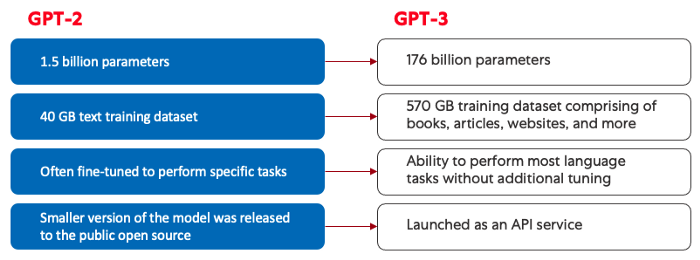 GPT-2
GPT-3
1.5 billion parameters
176 billion parameters
40 GB text training dataset
570 GB training dataset comprising of
books, articles, websites, and more
Often fine-tuned to perform specific tasks
Ability to perform most language
tasks without additional tuning
Smaller version of the model was released
to the public open source
Launched as an API service